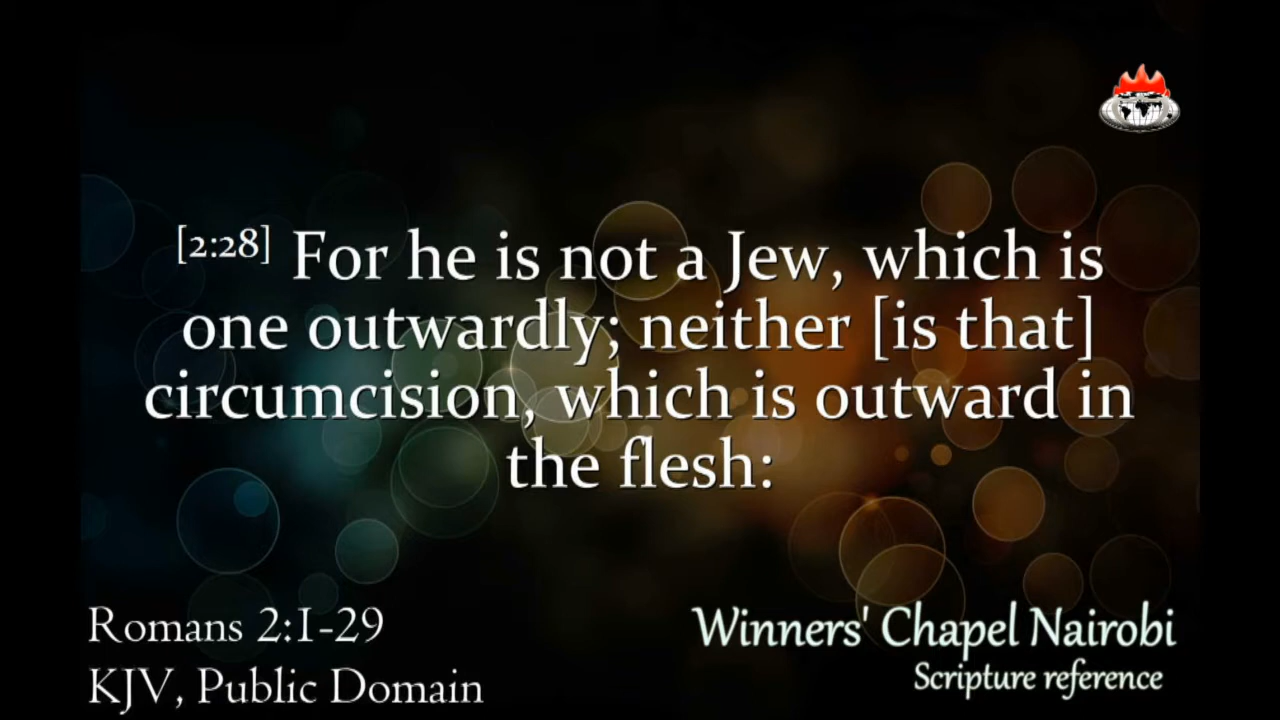 [2:28] For he is not a Jew, which is
one outwardly; neither [is that]
circumcision, which is outward in
the flesh:
Romans 2:1-29
KJV, Public Domain
Winners' Chapel Nairobi
Scripture reference